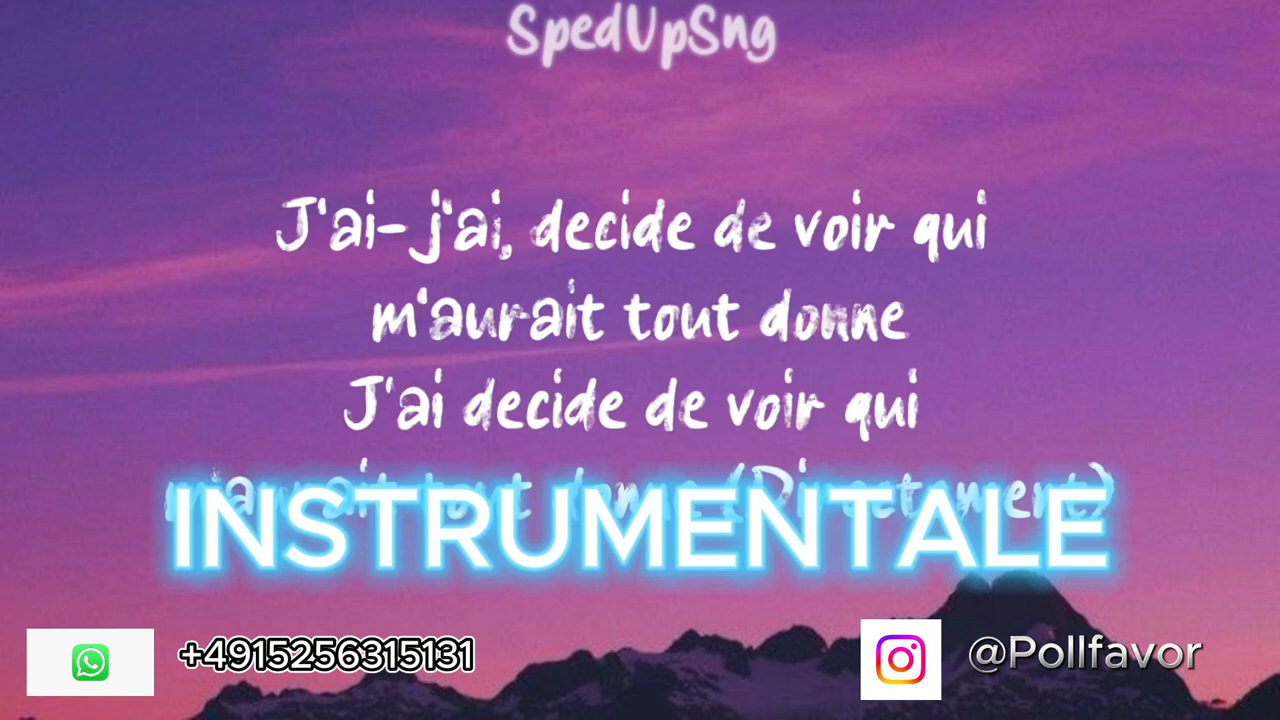 SpedUpSng
J'ai-j'ai, decide de voir qui
m'aurait tout donne
J'ai decide de voir qui
m'aurait tout donne (Directement)
INSTRUMENTALE
+4915256315131
@Pollfavor